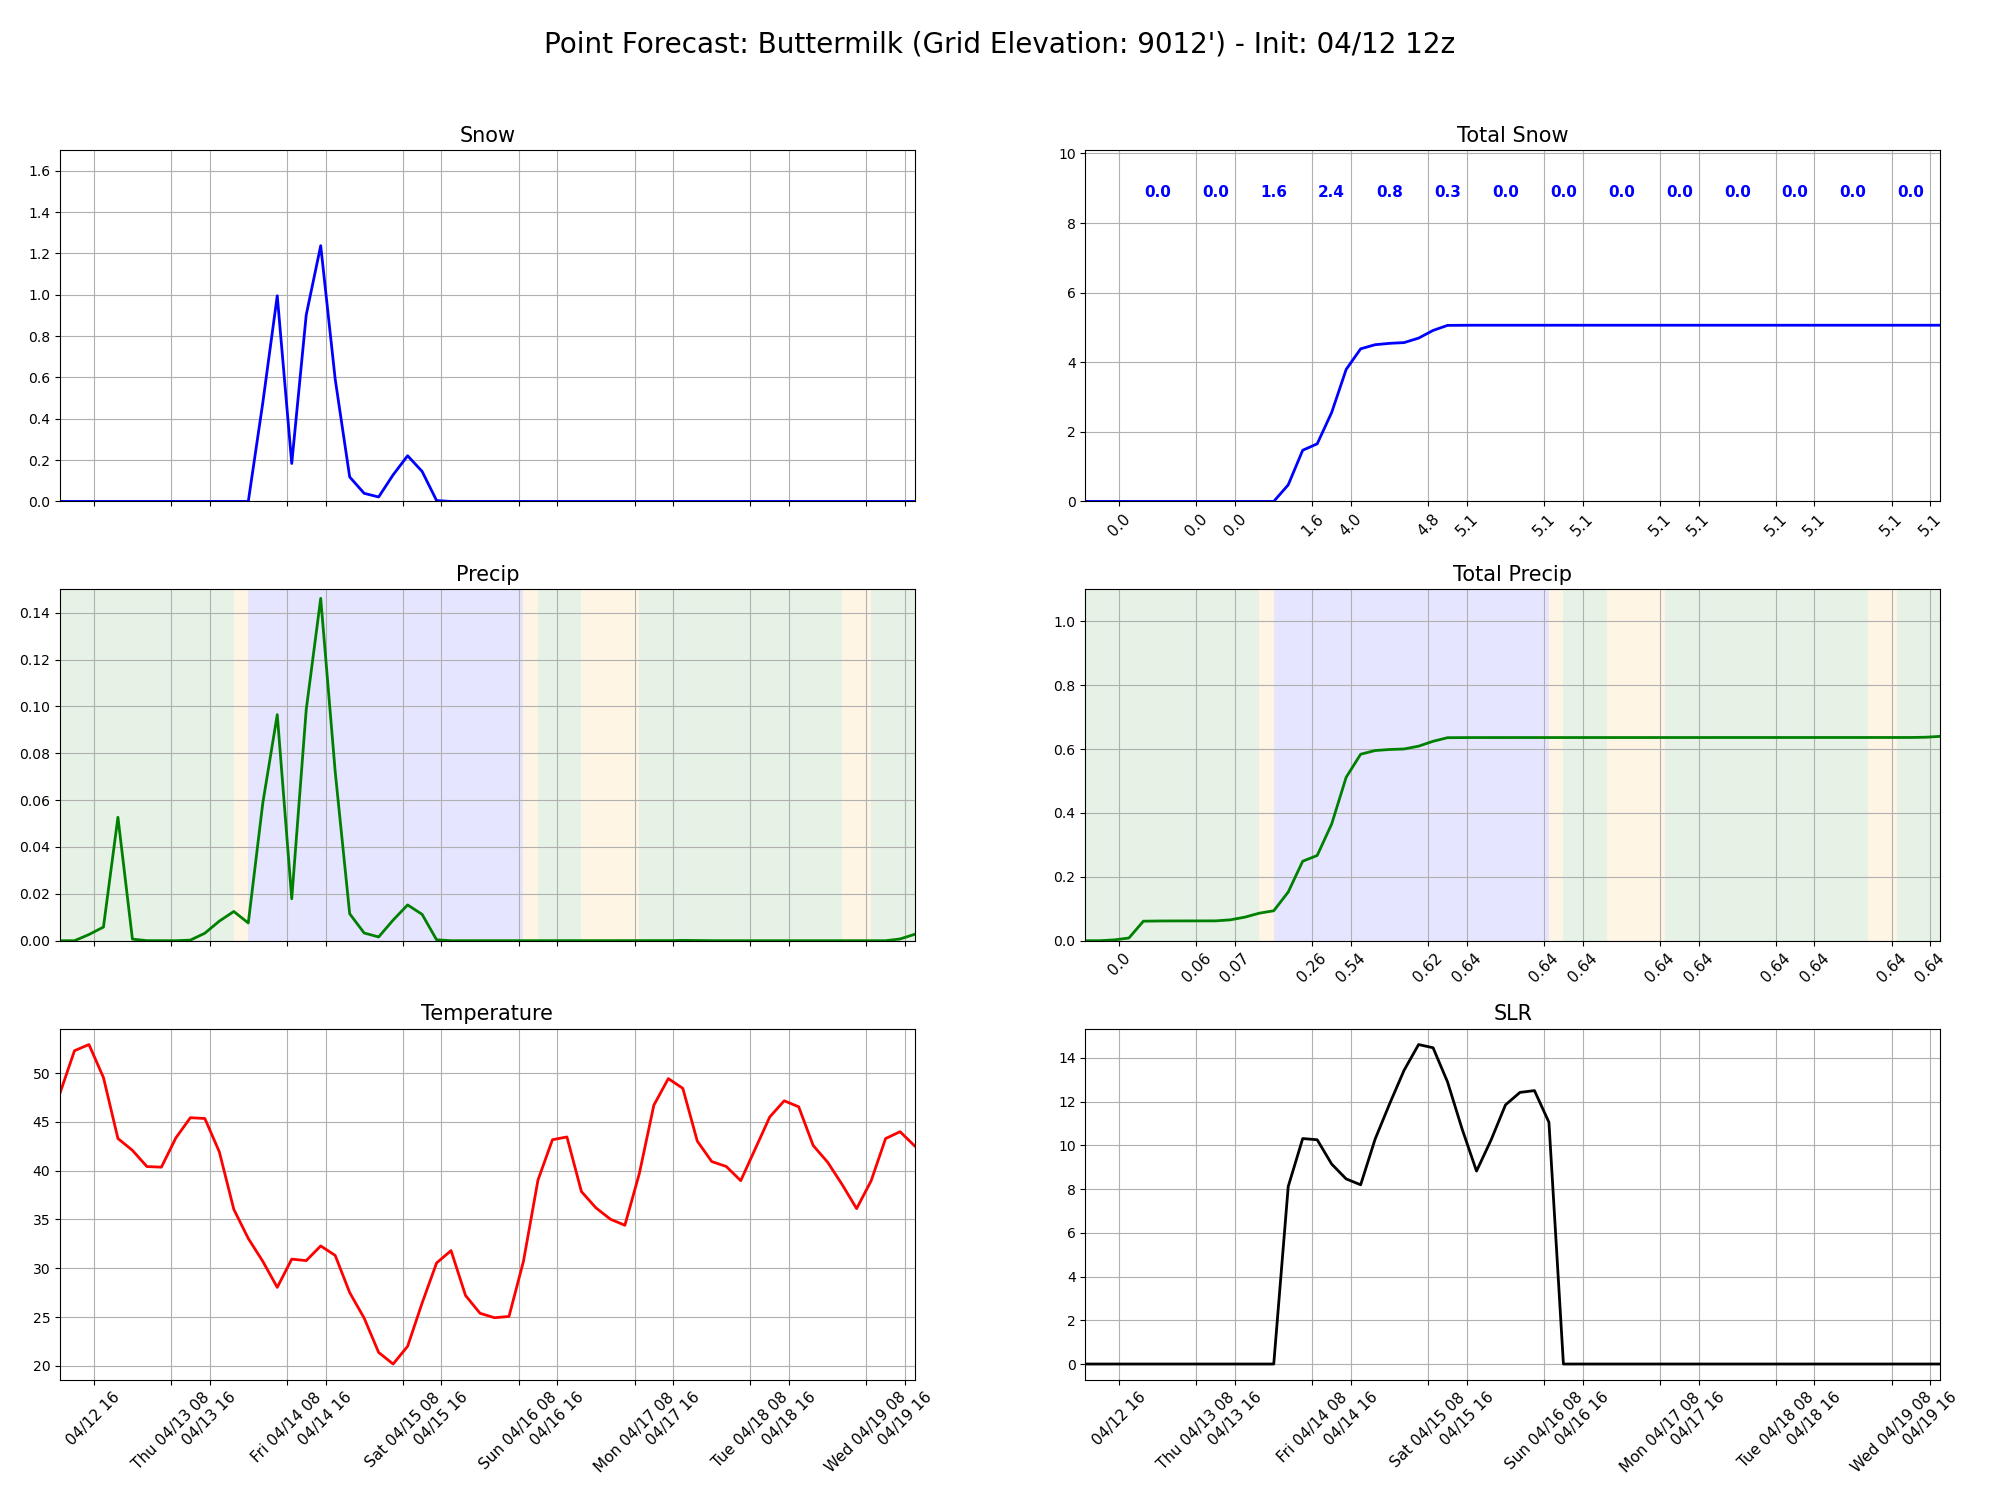 Point Forecast: Buttermilk (Grid Elevation: 9012') - Init: 04/12 12z
Snow
1.6
1.4
1.2
1.0
0.8
0.6
0.4
0.2
0.0
Total Snow
10
8
6
4
2
0
0.0 0.0 1.6 2.4 0.8 0.3 0.0 0.0 0.0 0.0 0.0 0.0 0.0 0.0
0.0 0.0 0.0 1.6 4.0 4.8 5.1 5.1 5.1 5.1 5.1 5.1 5.1 5.1 5.1
Precip
0.14
0.12
0.10
0.08
0.06
0.04
0.02
0.00
Total Precip
1.0
0.8
0.6
0.4
0.2
0.0
0.0 0.06 0.07 0.26 0.54 0.62 0.64 0.64 0.64 0.64 0.64 0.64 0.64 0.64 0.64
Temperature
50
45
40
35
30
25
20
04/12 16
Thu 04/13 08
04/13 16
Fri 04/14 08
04/14 16
Sat 04/15 08
04/15 16
Sun 04/16 08
04/16 16
Mon 04/17 08
04/17 16
Tue 04/18 08
04/18 16
Wed 04/19 08
04/19 16
SLR
14
12
10
8
6
4
2
0
04/12 16
Thu 04/13 08
04/13 16
Fri 04/14 08
04/14 16
Sat 04/15 08
04/15 16
Sun 04/16 08
04/16 16
Mon 04/17 08
04/17 16
Tue 04/18 08
04/18 16
Wed 04/19 08
04/19 16